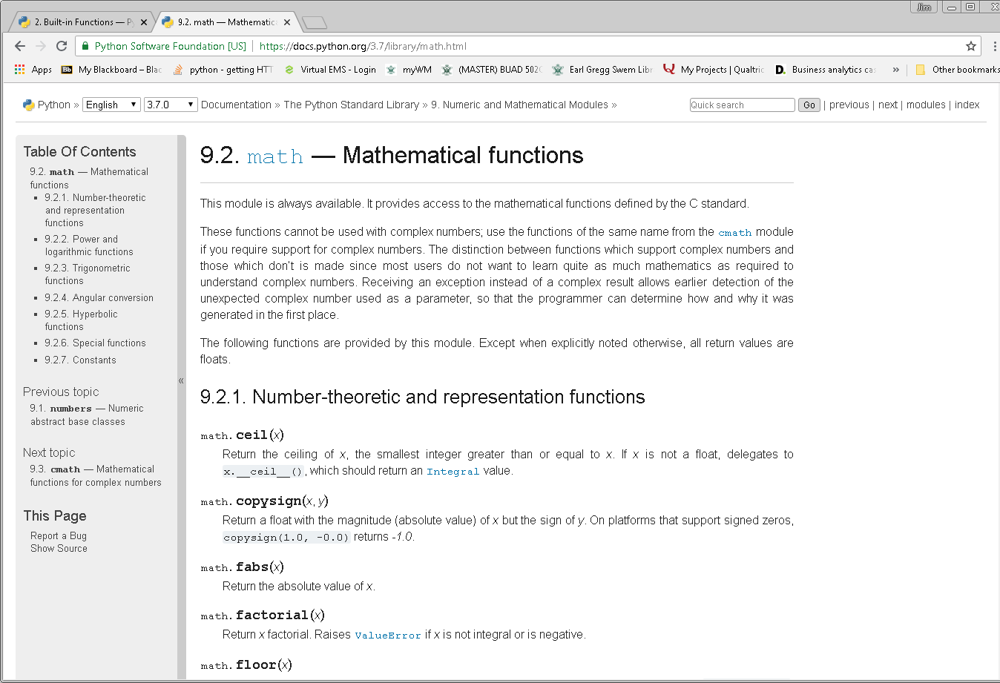 Jim
2. Built-in Functions — Py
9.2. math — Mathematic
Python Software Foundation [US] https://docs.python.org/3.7/library/math.html
Apps Bb My Blackboard – Blac python - getting HTT Virtual EMS - Login myWM (MASTER) BUAD 502 Earl Gregg Swem Libr My Projects | Qualtric D. Business analytics cas » Other bookmarks
Python » English 3.7.0 Documentation » The Python Standard Library » 9. Numeric and Mathematical Modules » Quick search Go | previous | next | modules | index
Table Of Contents
9.2. math — Mathematical
functions
9.2.1. Number-theoretic
and representation
functions
9.2.2. Power and
logarithmic functions
9.2.3. Trigonometric
functions
9.2.4. Angular conversion
9.2.5. Hyperbolic
functions
9.2.6. Special functions
9.2.7. Constants
Previous topic
9.1. numbers — Numeric
abstract base classes
Next topic
9.3. cmath — Mathematical
functions for complex numbers
This Page
Report a Bug
Show Source
«
9.2. math — Mathematical functions
This module is always available. It provides access to the mathematical functions defined by the C standard.
These functions cannot be used with complex numbers; use the functions of the same name from the cmath module
if you require support for complex numbers. The distinction between functions which support complex numbers and
those which don't is made since most users do not want to learn quite as much mathematics as required to
understand complex numbers. Receiving an exception instead of a complex result allows earlier detection of the
unexpected complex number used as a parameter, so that the programmer can determine how and why it was
generated in the first place.
The following functions are provided by this module. Except when explicitly noted otherwise, all return values are
floats.
9.2.1. Number-theoretic and representation functions
math.ceil(x)
Return the ceiling of x, the smallest integer greater than or equal to x. If x is not a float, delegates to
x.__ceil__(), which should return an Integral value.
math.copysign(x, y)
Return a float with the magnitude (absolute value) of x but the sign of y. On platforms that support signed zeros,
copysign(1.0, -0.0) returns -1.0.
math.fabs(x)
Return the absolute value of x.
math.factorial(x)
Return x factorial. Raises ValueError if x is not integral or is negative.
math.floor(x)